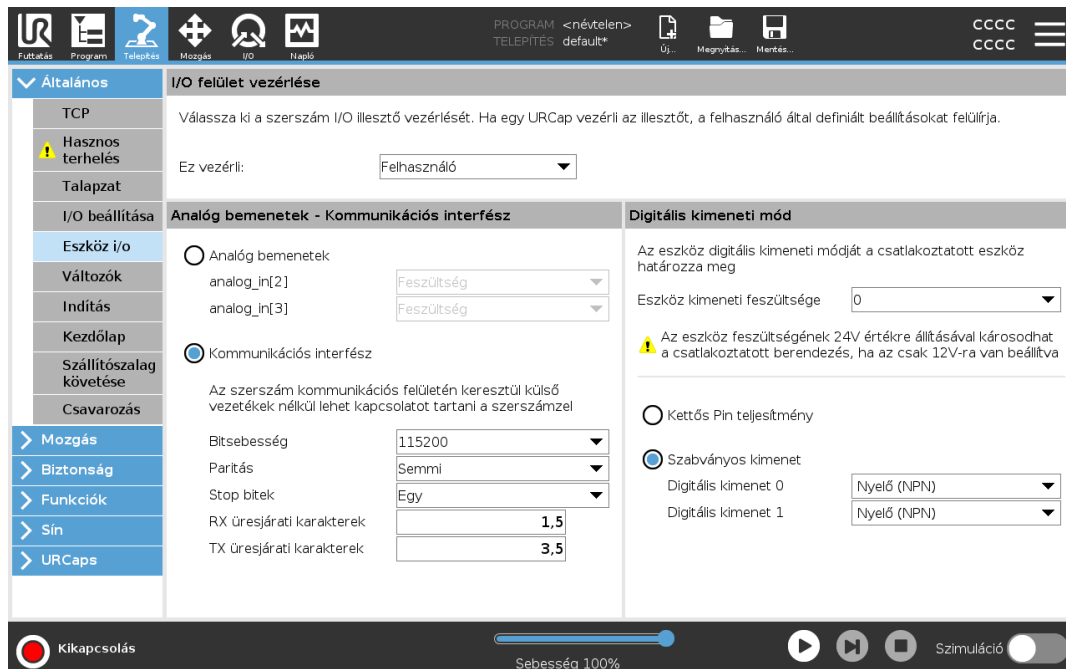 PROGRAM <névtelen>
TELEPÍTÉS default*
CCCC
CCCC
Futtatás Program Telepítés Mozgás I/O Napló Új... Megnyitás... Mentés...
Általános
TCP
Hasznos
terhelés
Talapzat
I/O beállítása
Eszköz i/o
Változók
Indítás
Kezdőlap
Szállítószalag
követése
Csavarozás
Mozgás
Biztonság
Funkciók
Sín
URCaps
I/O felület vezérlése
Válassza ki a szerszám I/O illesztő vezérlését. Ha egy URCap vezérli az illesztőt, a felhasználó által definiált beállításokat felülírja.
Ez vezérli: Felhasználó
Analóg bemenetek - Kommunikációs interfész
Analóg bemenetek
analog_in[2] Feszültség
analog_in[3] Feszültség
Kommunikációs interfész
Az szerszám kommunikációs felületén keresztül külső
vezetékek nélkül lehet kapcsolatot tartani a szerszámzel
Bitsebesség 115200
Paritás Semmi
Stop bitek Egy
RX üresjárati karakterek 1,5
TX üresjárati karakterek 3,5
Digitális kimeneti mód
Az eszköz digitális kimeneti módját a csatlakoztatott eszköz
határozza meg
Eszköz kimeneti feszültsége 0
Az eszköz feszültségének 24V értékre állításával károsodhat
a csatlakoztatott berendezés, ha az csak 12V-ra van beállítva
Kettős Pin teljesítmény
Szabványos kimenet
Digitális kimenet 0 Nyelő (NPN)
Digitális kimenet 1 Nyelő (NPN)
Kikapcsolás
Sebesség 100%
Szimuláció